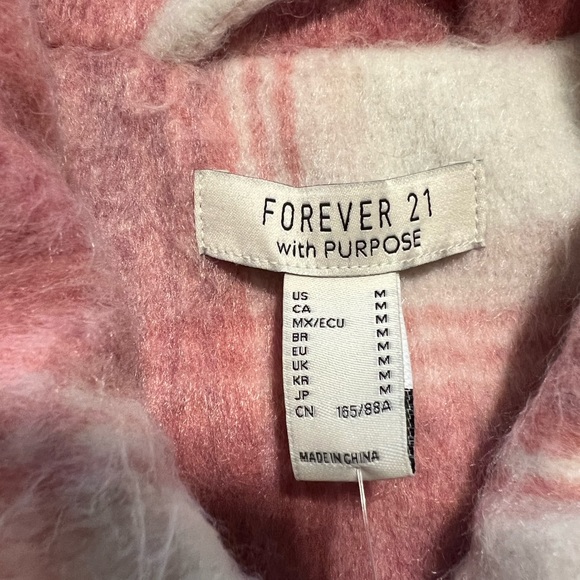 FOREVER 21
with PURPOSE
US M
CA M
MX/ECU M
BR M
EU M
UK M
KR M
JP M
CN 165/88A
MADE IN CHINA